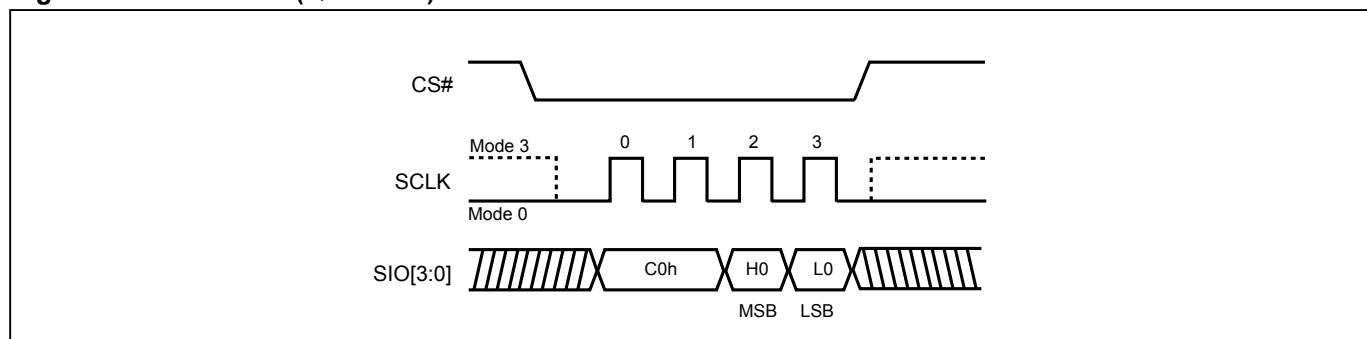 CS#
Mode 3
0 1 2 3
SCLK
Mode 0
SIO[3:0]
C0h H0 L0
MSB LSB